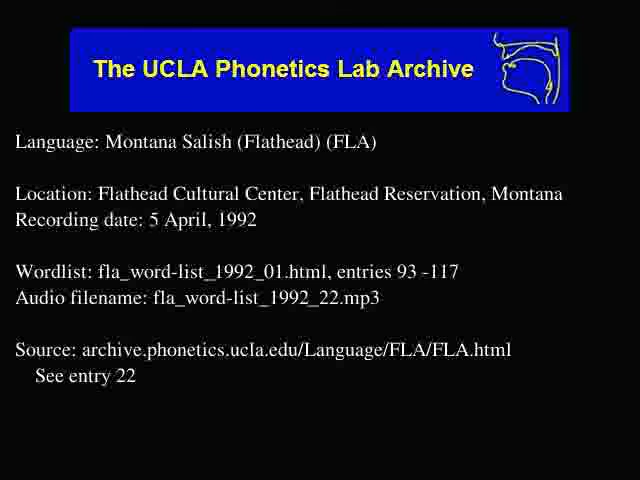 The UCLA Phonetics Lab Archive
Language: Montana Salish (Flathead) (FLA)
Location: Flathead Cultural Center, Flathead Reservation, Montana
Recording date: 5 April, 1992
Wordlist: fla_word-list_1992_01.html, entries 93 -117
Audio filename: fla_word-list_1992_22.mp3
Source: archive.phonetics.ucla.edu/Language/FLA/FLA.html
See entry 22